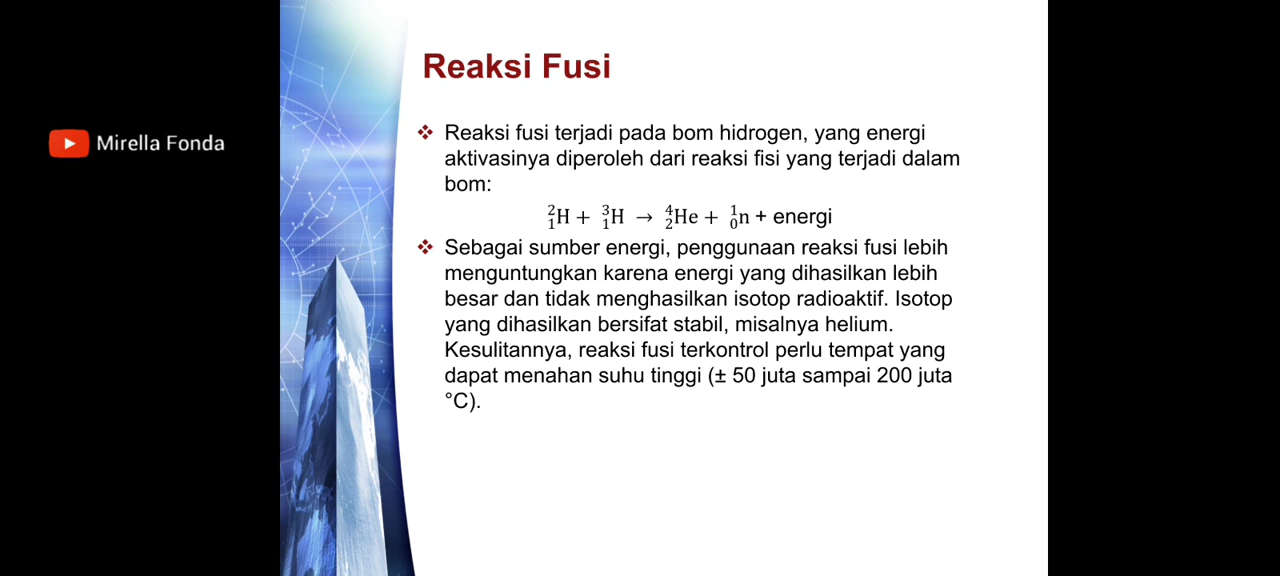 Mirella Fonda
Reaksi Fusi
❖ Reaksi fusi terjadi pada bom hidrogen, yang energi
aktivasinya diperoleh dari reaksi fisi yang terjadi dalam
bom:
²₁H + ³₁H → ⁴₂He + ¹₀n + energi
❖ Sebagai sumber energi, penggunaan reaksi fusi lebih
menguntungkan karena energi yang dihasilkan lebih
besar dan tidak menghasilkan isotop radioaktif. Isotop
yang dihasilkan bersifat stabil, misalnya helium.
Kesulitannya, reaksi fusi terkontrol perlu tempat yang
dapat menahan suhu tinggi (± 50 juta sampai 200 juta
°C).